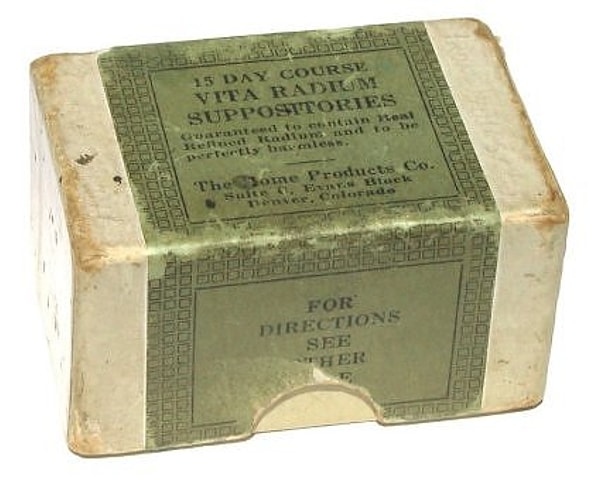 15 DAY COURSE
VITA RADIUM
SUPPOSITORIES
Guaranteed to contain Real
Refined Radium and to be
perfectly harmless.
The Home Products Co.
Suite C, Evans Block
Denver, Colorado
FOR
DIRECTIONS
SEE